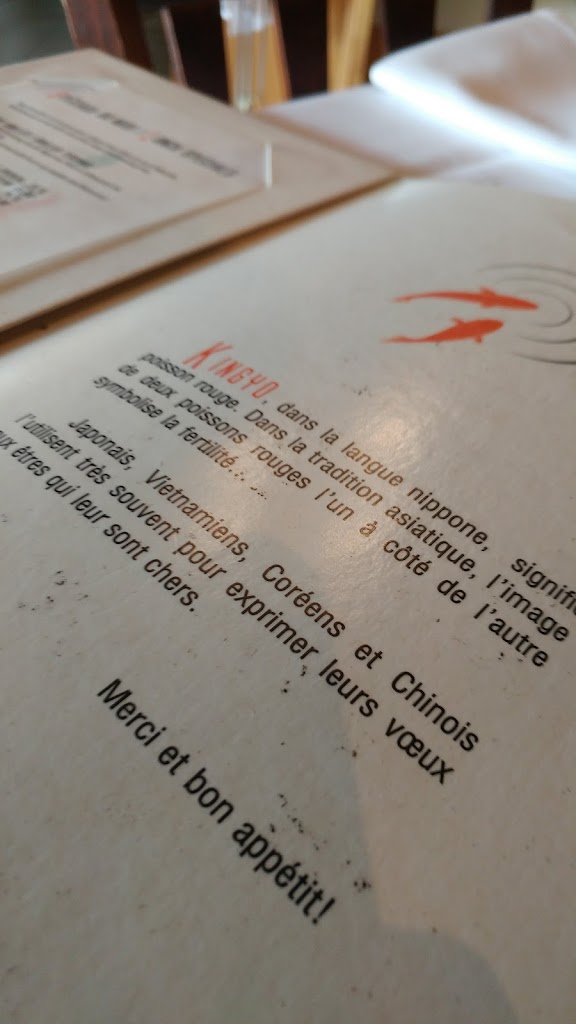 KINGYO, dans la langue nippone, signifie
poisson rouge. Dans la tradition asiatique, l'image
de deux poissons rouges l'un à côté de l'autre
symbolise la fertilité...
Japonais, Vietnamiens, Coréens et Chinois
l'utilisent très souvent pour exprimer leurs vœux
aux êtres qui leur sont chers.
Merci et bon appétit!